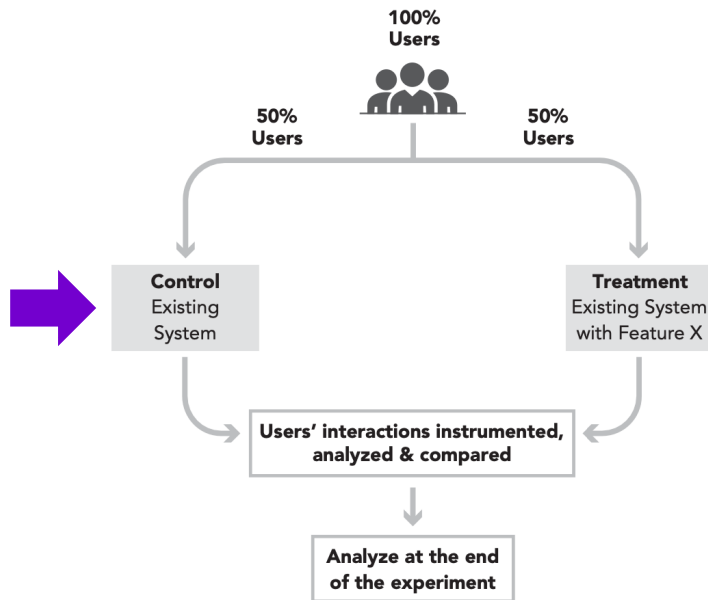 100%
Users
50%
Users
50%
Users
Control
Existing
System
Treatment
Existing System
with Feature X
Users’ interactions instrumented,
analyzed & compared
Analyze at the end
of the experiment